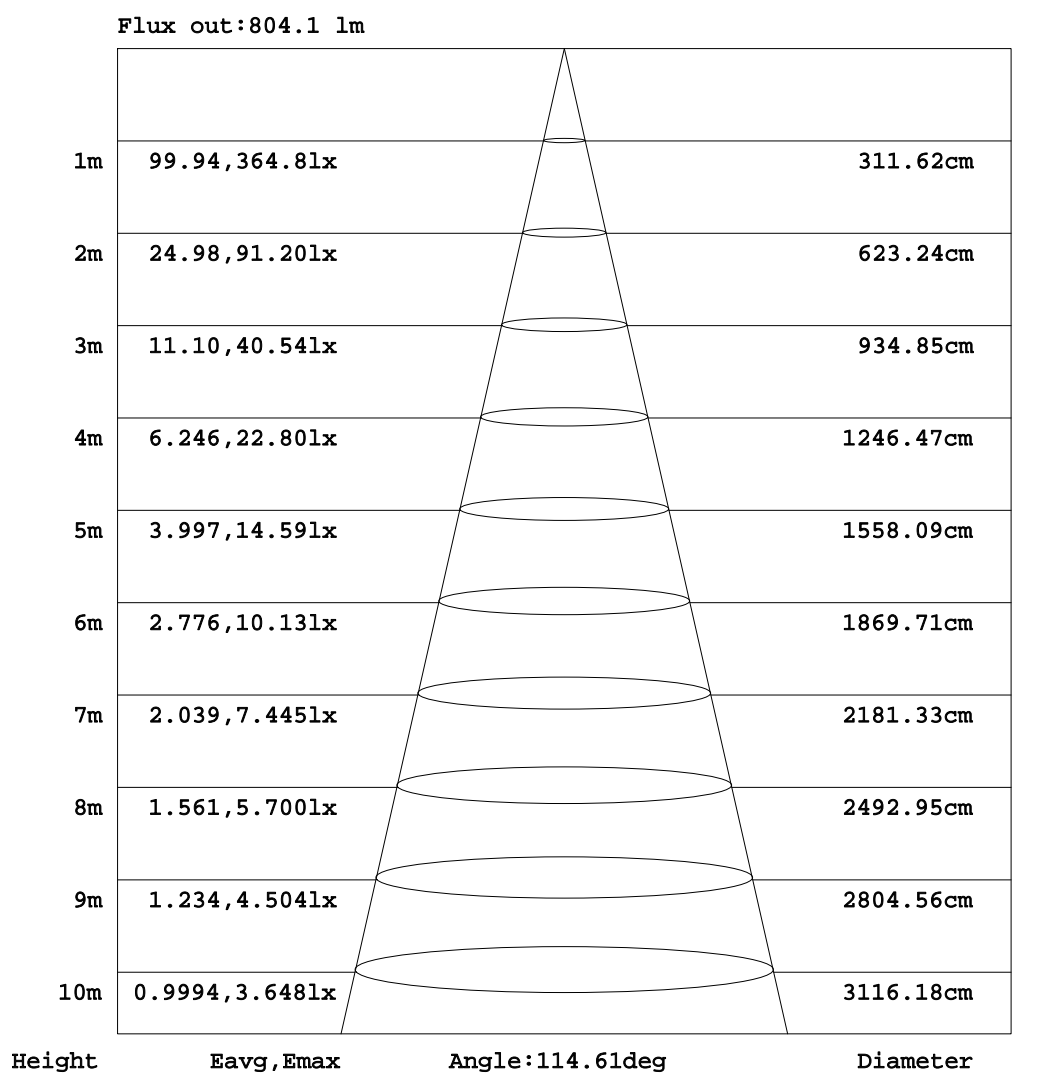 Flux out:804.1 lm
1m 99.94,364.8lx 311.62cm
2m 24.98,91.20lx 623.24cm
3m 11.10,40.54lx 934.85cm
4m 6.246,22.80lx 1246.47cm
5m 3.997,14.59lx 1558.09cm
6m 2.776,10.13lx 1869.71cm
7m 2.039,7.445lx 2181.33cm
8m 1.561,5.700lx 2492.95cm
9m 1.234,4.504lx 2804.56cm
10m 0.9994,3.648lx 3116.18cm
Height Eavg,Emax Angle:114.61deg Diameter